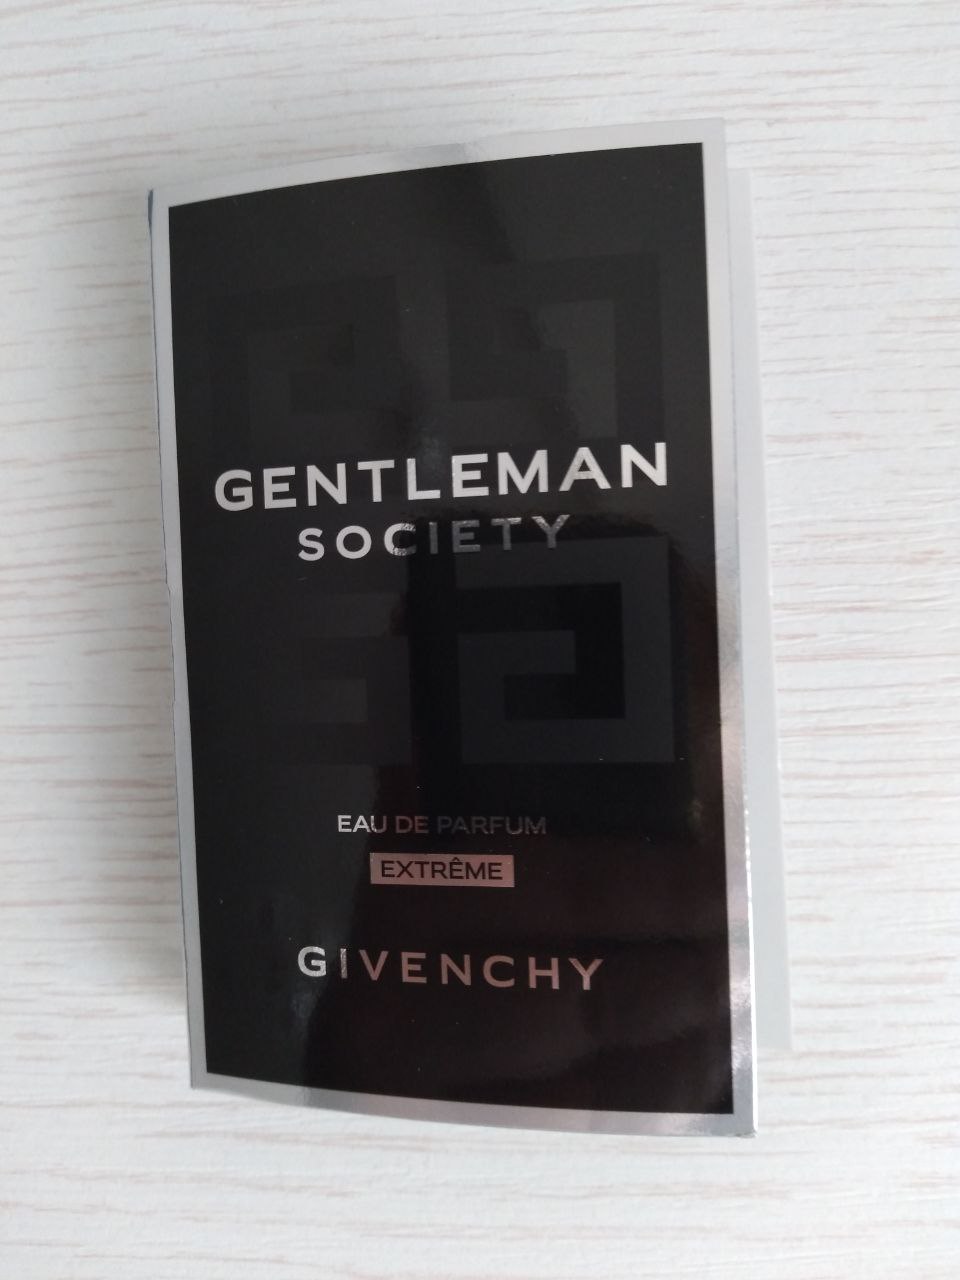 GENTLEMAN
SOCIETY
EAU DE PARFUM
EXTRÊME
GIVENCHY